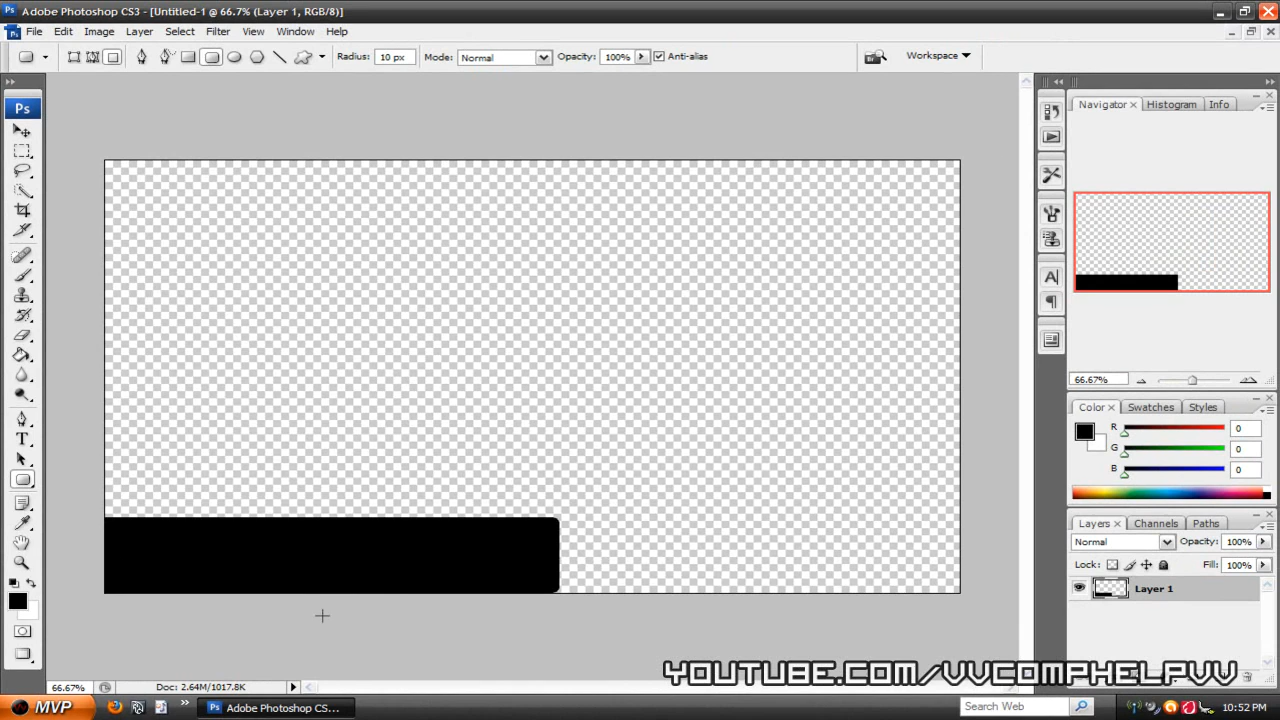 Adobe Photoshop CS3 - [Untitled-1 @ 66.7% (Layer 1, RGB/8)]
File Edit Image Layer Select Filter View Window Help
Radius: 10 px Mode: Normal Opacity: 100% Anti-alias Workspace
Ps
Navigator Histogram Info
66.67%
Color Swatches Styles
R 0
G 0
B 0
Layers Channels Paths
Normal Opacity: 100%
Lock: Fill: 100%
Layer 1
YOUTUBE.COM/VVCOMPHELPVV
66.67% Doc: 2.64M/1017.8K
MVP Adobe Photoshop CS... Search Web 10:52 PM